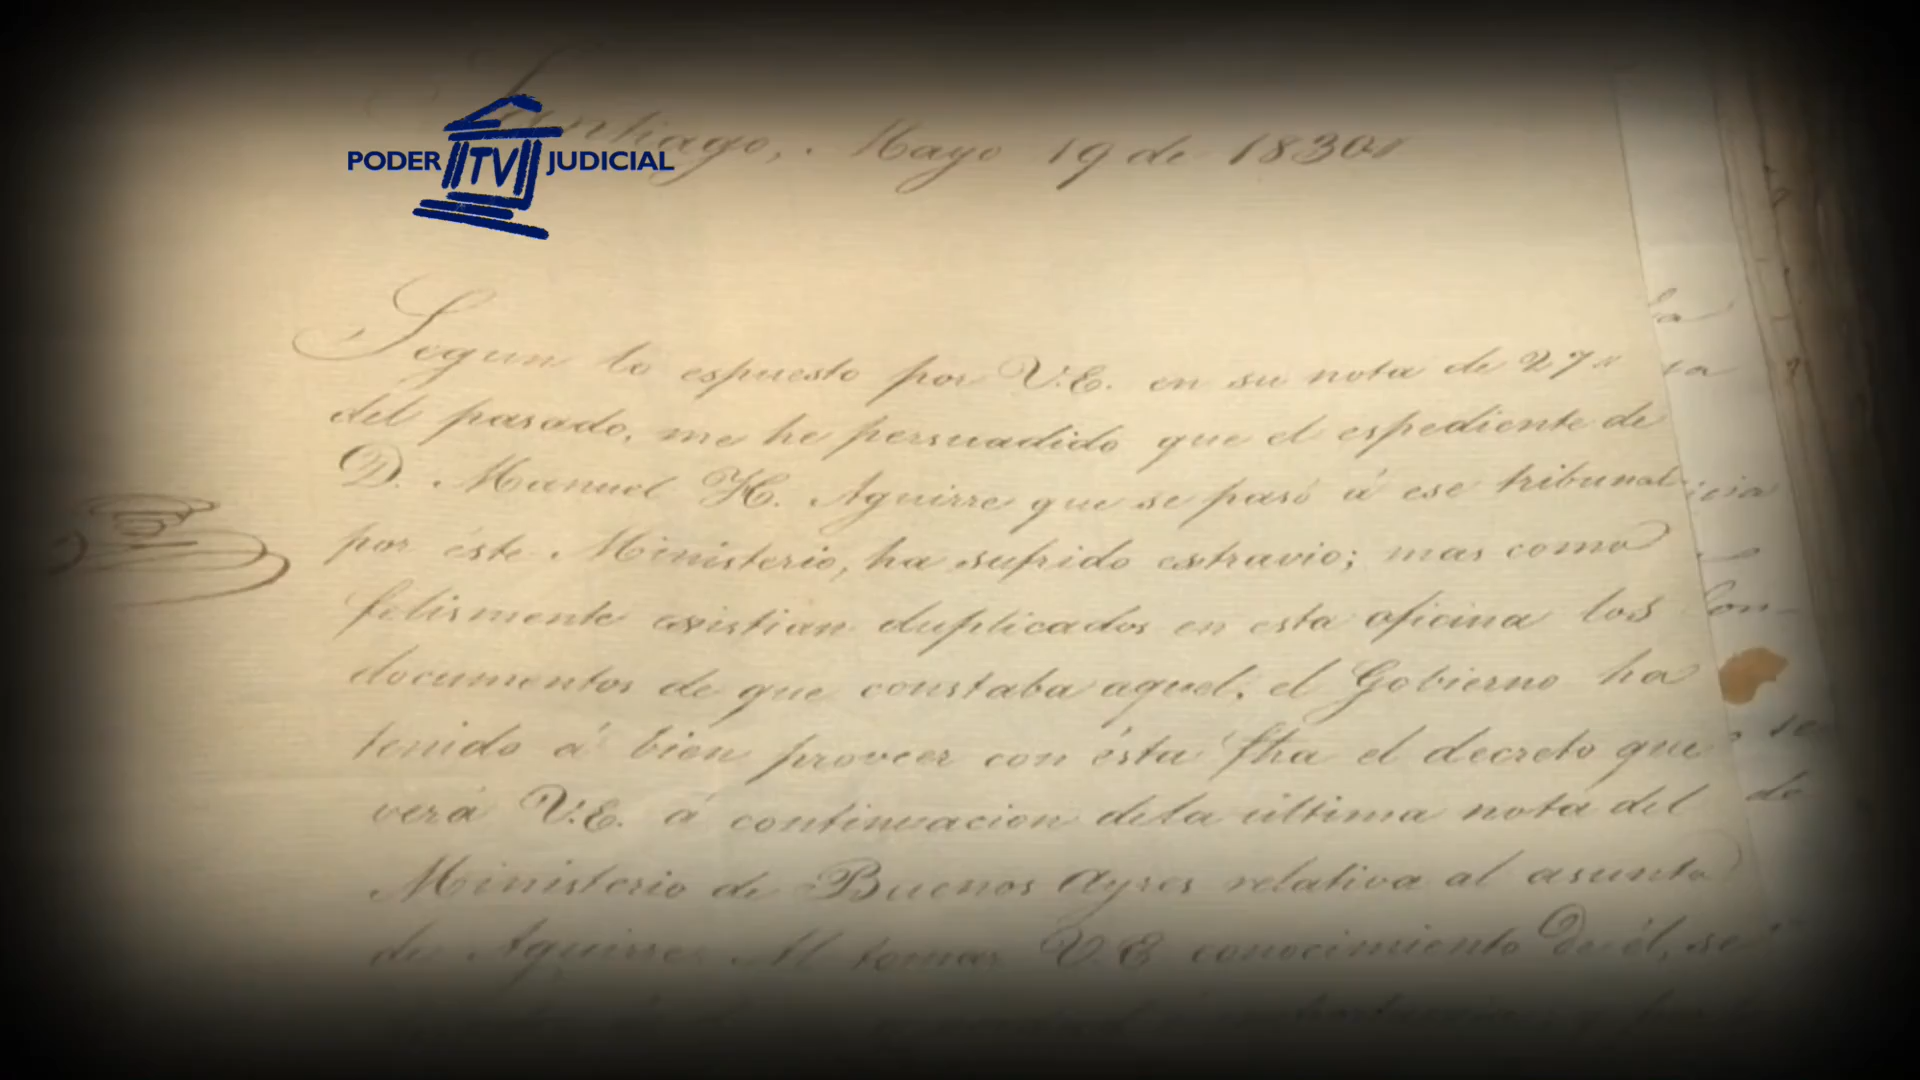 PODER TV JUDICIAL
Santiago, Mayo 19 de 1830
Segun lo espuesto por V.E. en su nota de 27
del pasado, me he persuadido que el espediente de
D. Manuel H. Aguirre que se pasó á ese tribunal
por éste Ministerio, ha sufrido estravio; mas como
felismente esistian duplicados en esta oficina los
documentos de que constaba aquel, el Gobierno ha
tenido á bien proveer con ésta fha el decreto que
verá V.E. á continuacion dela última nota del
Ministerio de Buenos Ayres relativa al asunto
de Aguirre. Al tomar V.E conocimiento de él, se